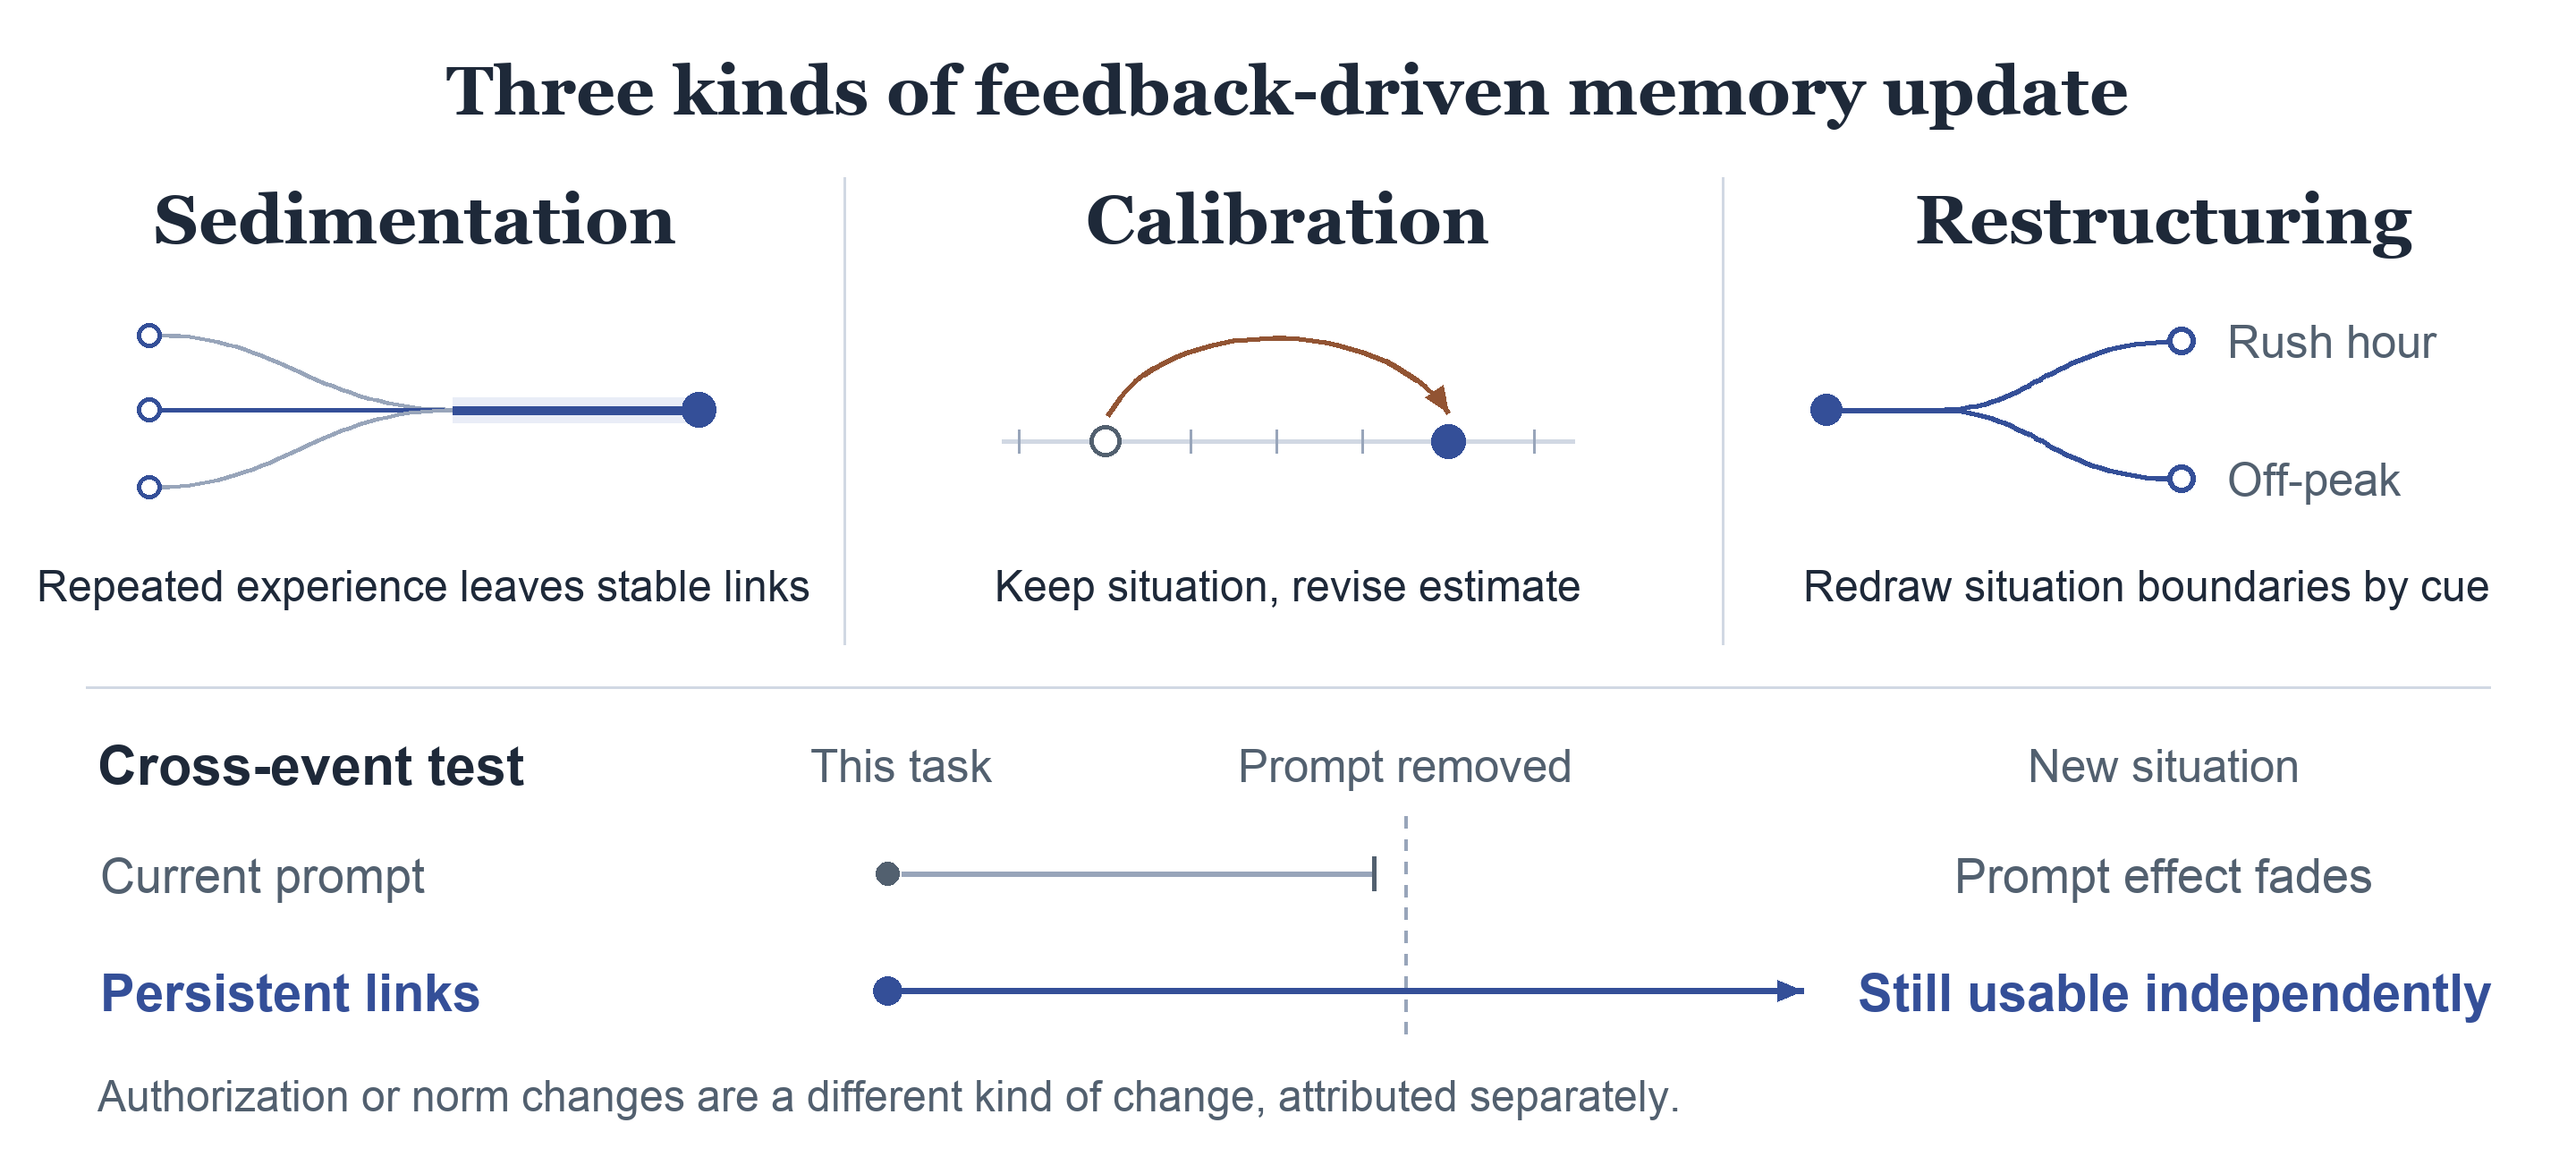 Three kinds of feedback-driven memory update
Sedimentation
Calibration
Restructuring
Rush hour
Off-peak
Repeated experience leaves stable links
Keep situation, revise estimate
Redraw situation boundaries by cue
Cross-event test
This task
Prompt removed
New situation
Current prompt
Prompt effect fades
Persistent links
Still usable independently
Authorization or norm changes are a different kind of change, attributed separately.